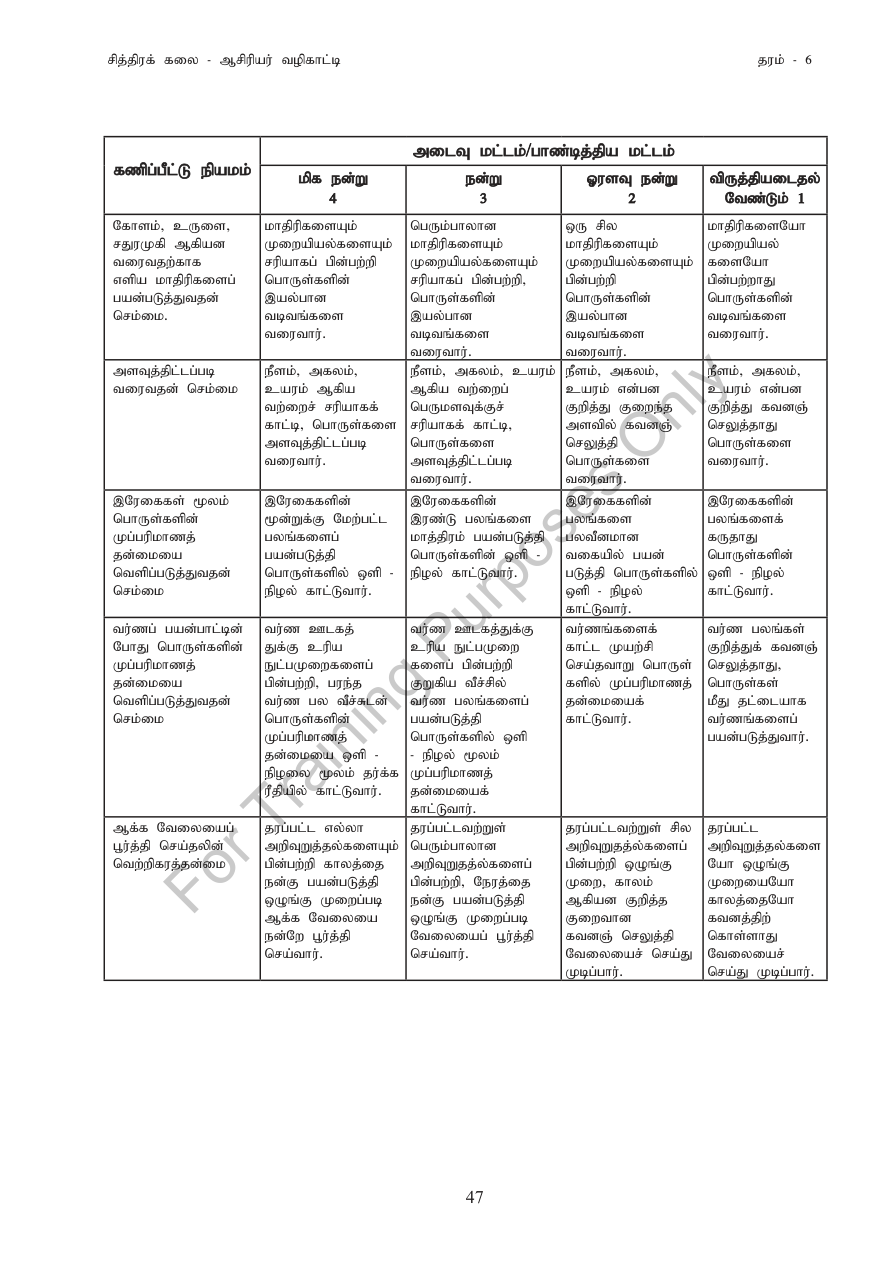 சித்திரக் கலை - ஆசிரியர் வழிகாட்டி
தரம் - 6
கணிப்பீட்டு நியமம்
அடைவு மட்டம்/பாண்டித்திய மட்டம்
மிக நன்று
4
நன்று
3
ஓரளவு நன்று
2
விருத்தியடைதல்
வேண்டும் 1
கோளம், உருளை,
சதுரமுகி ஆகியன
வரைவதற்காக
எளிய மாதிரிகளைப்
பயன்படுத்துவதன்
செம்மை.
மாதிரிகளையும்
முறையியல்களையும்
சரியாகப் பின்பற்றி
பொருள்களின்
இயல்பான
வடிவங்களை
வரைவார்.
பெரும்பாலான
மாதிரிகளையும்
முறையியல்களையும்
சரியாகப் பின்பற்றி,
பொருள்களின்
இயல்பான
வடிவங்களை
வரைவார்.
ஒரு சில
மாதிரிகளையும்
முறையியல்களையும்
பின்பற்றி
பொருள்களின்
இயல்பான
வடிவங்களை
வரைவார்.
மாதிரிகளையோ
முறையியல்
களையோ
பின்பற்றாது
பொருள்களின்
வடிவங்களை
வரைவார்.
அளவுத்திட்டப்படி
வரைவதன் செம்மை
நீளம், அகலம்,
உயரம் ஆகிய
வற்றைச் சரியாகக்
காட்டி, பொருள்களை
அளவுத்திட்டப்படி
வரைவார்.
நீளம், அகலம், உயரம்
ஆகிய வற்றைப்
பெருமளவுக்குச்
சரியாகக் காட்டி,
பொருள்களை
அளவுத்திட்டப்படி
வரைவார்.
நீளம், அகலம்,
உயரம் என்பன
குறித்து குறைந்த
அளவில் கவனஞ்
செலுத்தி
பொருள்களை
வரைவார்.
நீளம், அகலம்,
உயரம் என்பன
குறித்து கவனஞ்
செலுத்தாது
பொருள்களை
வரைவார்.
இரேகைகள் மூலம்
பொருள்களின்
முப்பரிமாணத்
தன்மையை
வெளிப்படுத்துவதன்
செம்மை
இரேகைகளின்
மூன்றுக்கு மேற்பட்ட
பலங்களைப்
பயன்படுத்தி
பொருள்களில் ஒளி -
நிழல் காட்டுவார்.
இரேகைகளின்
இரண்டு பலங்களை
மாத்திரம் பயன்படுத்தி
பொருள்களின் ஒளி -
நிழல் காட்டுவார்.
இரேகைகளின்
பலங்களை
பலவீனமான
வகையில் பயன்
படுத்தி பொருள்களில்
ஒளி - நிழல்
காட்டுவார்.
இரேகைகளின்
பலங்களைக்
கருதாது
பொருள்களின்
ஒளி - நிழல்
காட்டுவார்.
வர்ணப் பயன்பாட்டின்
போது பொருள்களின்
முப்பரிமாணத்
தன்மையை
வெளிப்படுத்துவதன்
செம்மை
வர்ண ஊடகத்
துக்கு உரிய
நுட்பமுறைகளைப்
பின்பற்றி, பரந்த
வர்ண பல வீச்சுடன்
பொருள்களின்
முப்பரிமாணத்
தன்மையை ஒளி -
நிழலை மூலம் தர்க்க
ரீதியில் காட்டுவார்.
வர்ண ஊடகத்துக்கு
உரிய நுட்பமுறை
களைப் பின்பற்றி
குறுகிய வீச்சில்
வர்ண பலங்களைப்
பயன்படுத்தி
பொருள்களில் ஒளி
- நிழல் மூலம்
முப்பரிமாணத்
தன்மையைக்
காட்டுவார்.
வர்ணங்களைக்
காட்ட முயற்சி
செய்தவாறு பொருள்
களில் முப்பரிமாணத்
தன்மையைக்
காட்டுவார்.
வர்ண பலங்கள்
குறித்துக் கவனஞ்
செலுத்தாது,
பொருள்கள்
மீது தட்டையாக
வர்ணங்களைப்
பயன்படுத்துவார்.
ஆக்க வேலையைப்
பூர்த்தி செய்தலின்
வெற்றிகரத்தன்மை
தரப்பட்ட எல்லா
அறிவுறுத்தல்களையும்
பின்பற்றி காலத்தை
நன்கு பயன்படுத்தி
ஒழுங்கு முறைப்படி
ஆக்க வேலையை
நன்றே பூர்த்தி
செய்வார்.
தரப்பட்டவற்றுள்
பெரும்பாலான
அறிவுறுதத்ல்களைப்
பின்பற்றி, நேரத்தை
நன்கு பயன்படுத்தி
ஒழுங்கு முறைப்படி
வேலையைப் பூர்த்தி
செய்வார்.
தரப்பட்டவற்றுள் சில
அறிவுறுதத்ல்களைப்
பின்பற்றி ஒழுங்கு
முறை, காலம்
ஆகியன குறித்த
குறைவான
கவனஞ் செலுத்தி
வேலையைச் செய்து
முடிப்பார்.
தரப்பட்ட
அறிவுறுத்தல்களை
யோ ஒழுங்கு
முறையையோ
காலத்தையோ
கவனத்திற்
கொள்ளாது
வேலையைச்
செய்து முடிப்பார்.
For Training Purposes Only
47